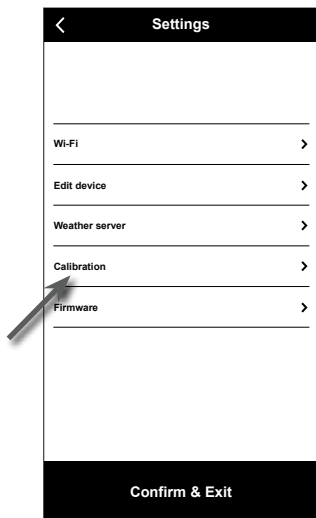 Settings
Wi-Fi
Edit device
Weather server
Calibration
Firmware
Confirm & Exit